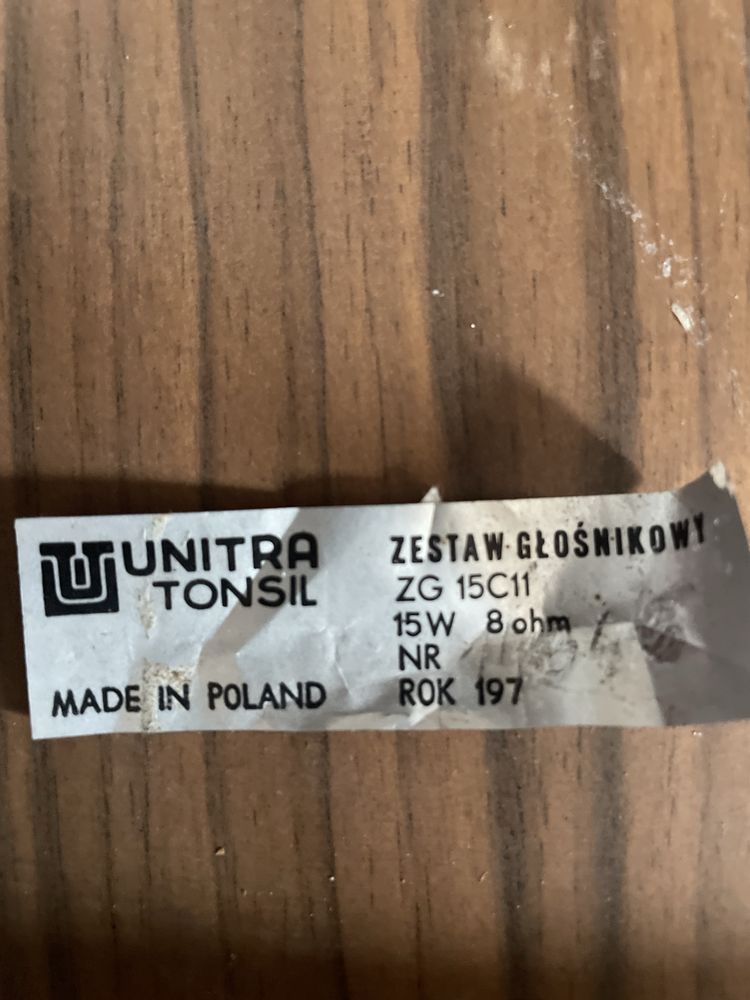 UNITRA
TONSIL
MADE IN POLAND
ZESTAW GŁOŚNIKOWY
ZG 15C11
15W 8 ohm
NR
ROK 197